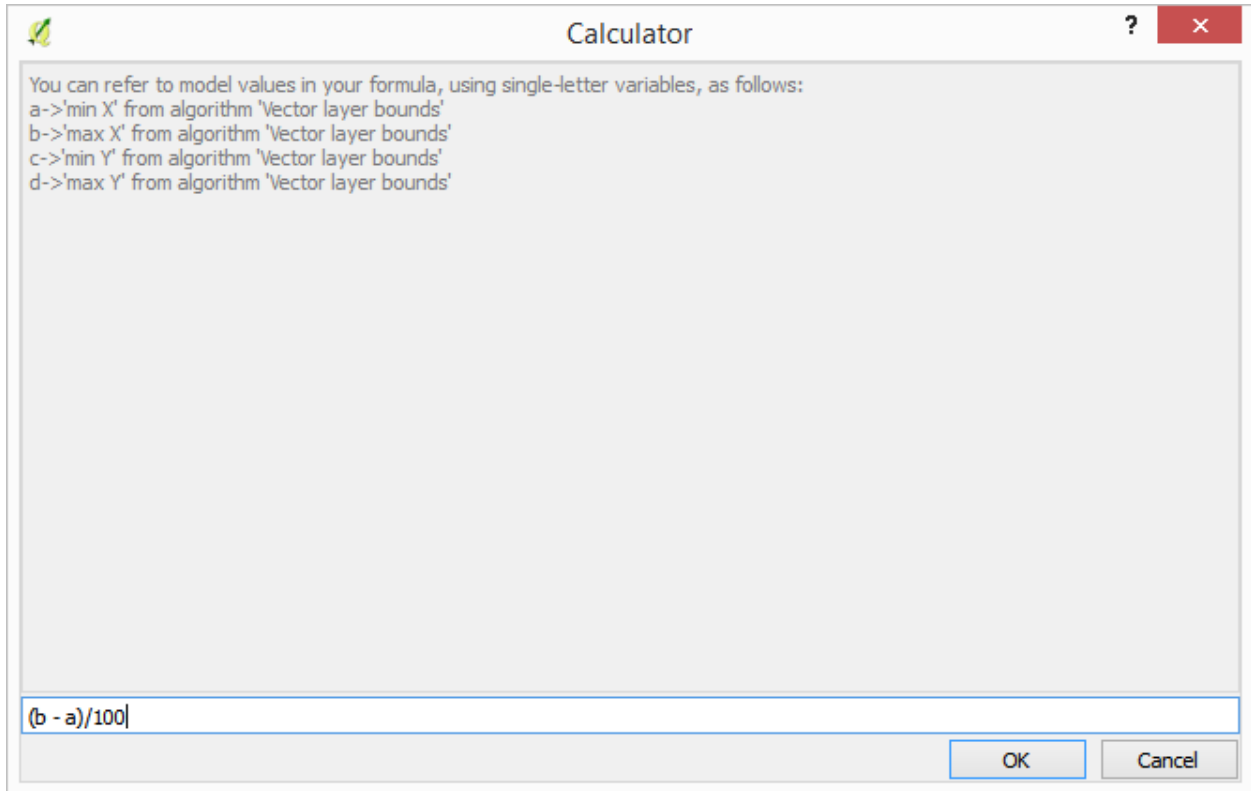 Calculator
?
You can refer to model values in your formula, using single-letter variables, as follows:
a->'min X' from algorithm 'Vector layer bounds'
b->'max X' from algorithm 'Vector layer bounds'
c->'min Y' from algorithm 'Vector layer bounds'
d->'max Y' from algorithm 'Vector layer bounds'
(b - a)/100
OK Cancel